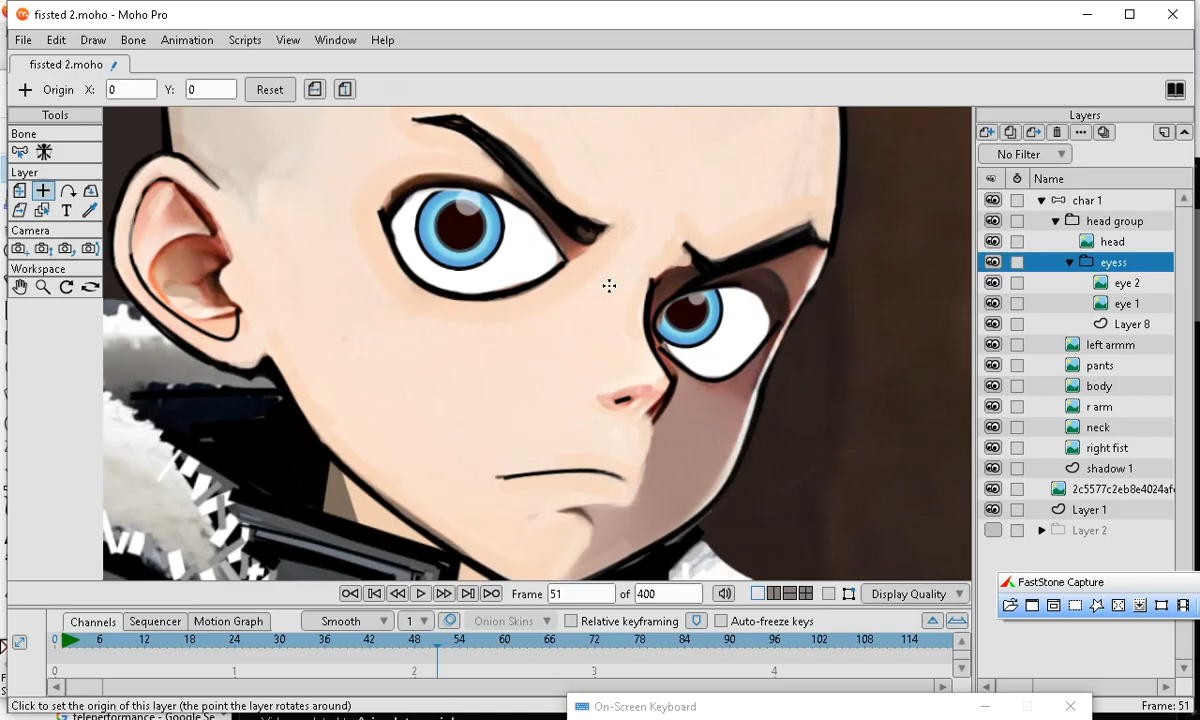 fissted 2.moho - Moho Pro
File Edit Draw Bone Animation Scripts View Window Help
fissted 2.moho
Origin X: 0 Y: 0 Reset
Tools
Bone
Layer
T
Camera
Workspace
Layers
No Filter
Name
char 1
head group
head
eyess
eye 2
eye 1
Layer 8
left armm
pants
body
r arm
neck
right fist
shadow 1
2c5577c2eb8e4024af
Layer 1
Layer 2
FastStone Capture
Frame 51 of 400 Display Quality
Channels Sequencer Motion Graph Smooth 1 Onion Skins Relative keyframing Auto-freeze keys
0 6 12 18 24 30 36 42 48 54 60 66 72 78 84 90 96 102 108 114
0 1 2 3 4
Click to set the origin of this layer (the point the layer rotates around) Frame: 51
On-Screen Keyboard
teleperformance - Google Se